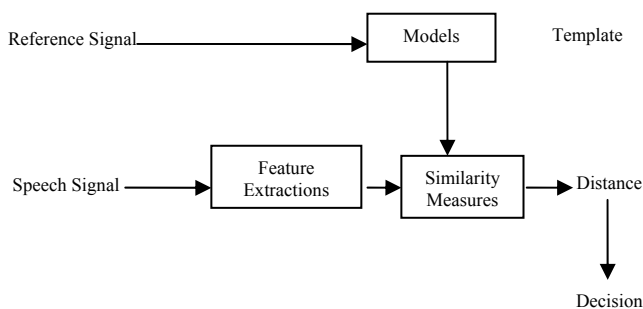 Reference Signal
Models
Template
Speech Signal
Feature
Extractions
Similarity
Measures
Distance
Decision